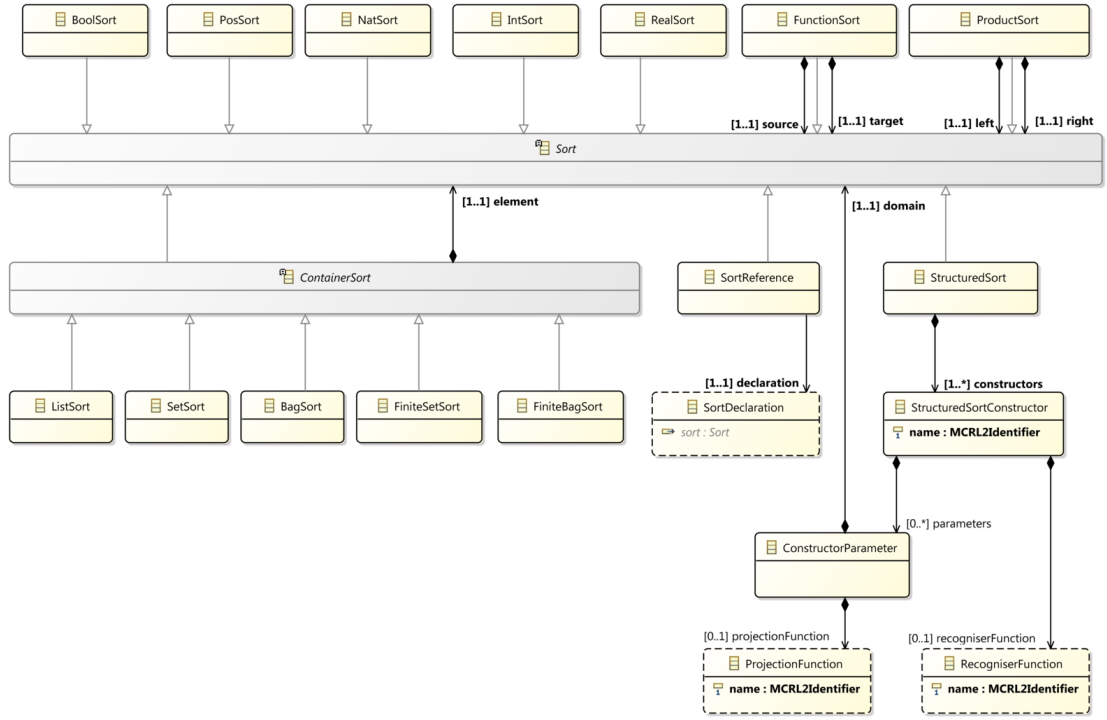 BoolSort
PosSort
NatSort
IntSort
RealSort
FunctionSort
ProductSort
[1..1] source
[1..1] target
[1..1] left
[1..1] right
Sort
[1..1] element
[1..1] domain
ContainerSort
SortReference
StructuredSort
[1..1] declaration
[1..*] constructors
ListSort
SetSort
BagSort
FiniteSetSort
FiniteBagSort
SortDeclaration
sort : Sort
StructuredSortConstructor
name : MCRL2Identifier
[0..*] parameters
ConstructorParameter
[0..1] projectionFunction
[0..1] recogniserFunction
ProjectionFunction
name : MCRL2Identifier
RecogniserFunction
name : MCRL2Identifier